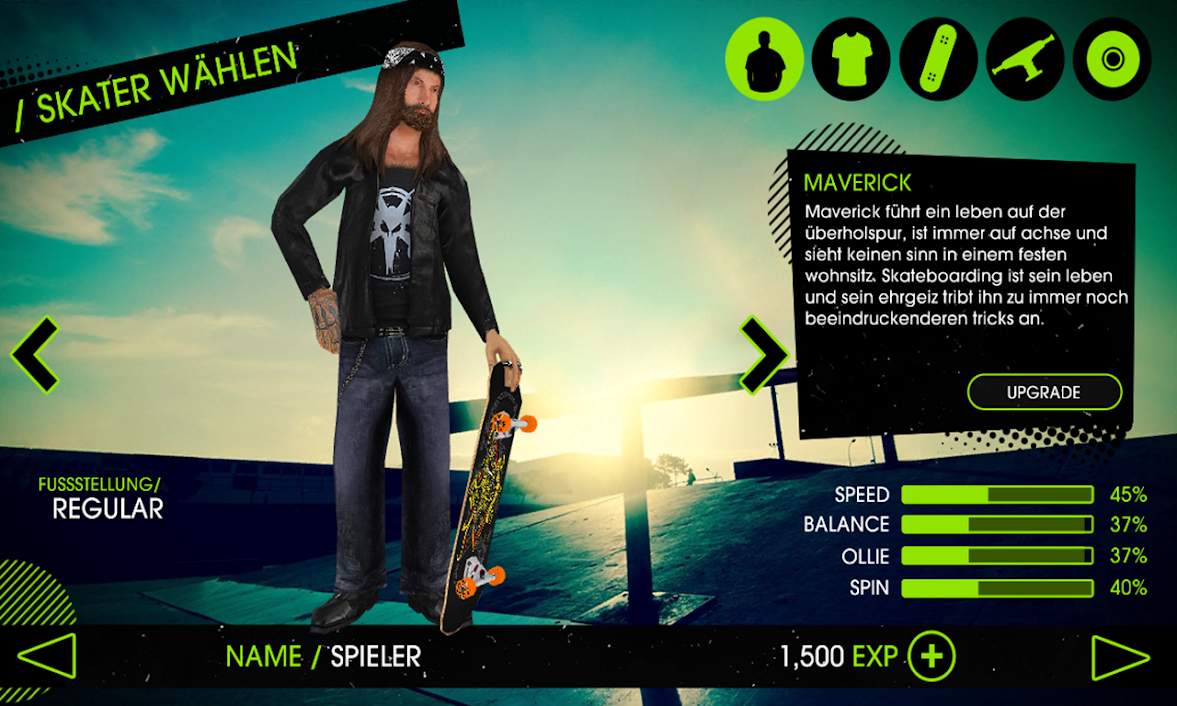 / SKATER WÄHLEN
MAVERICK
Maverick führt ein leben auf der
überholspur, ist immer auf achse und
sieht keinen sinn in einem festen
wohnsitz. Skateboarding ist sein leben
und sein ehrgeiz tribt ihn zu immer noch
beeindruckenderen tricks an.
UPGRADE
FUSSSTELLUNG/
REGULAR
SPEED 45%
BALANCE 37%
OLLIE 37%
SPIN 40%
NAME / SPIELER
1,500 EXP +